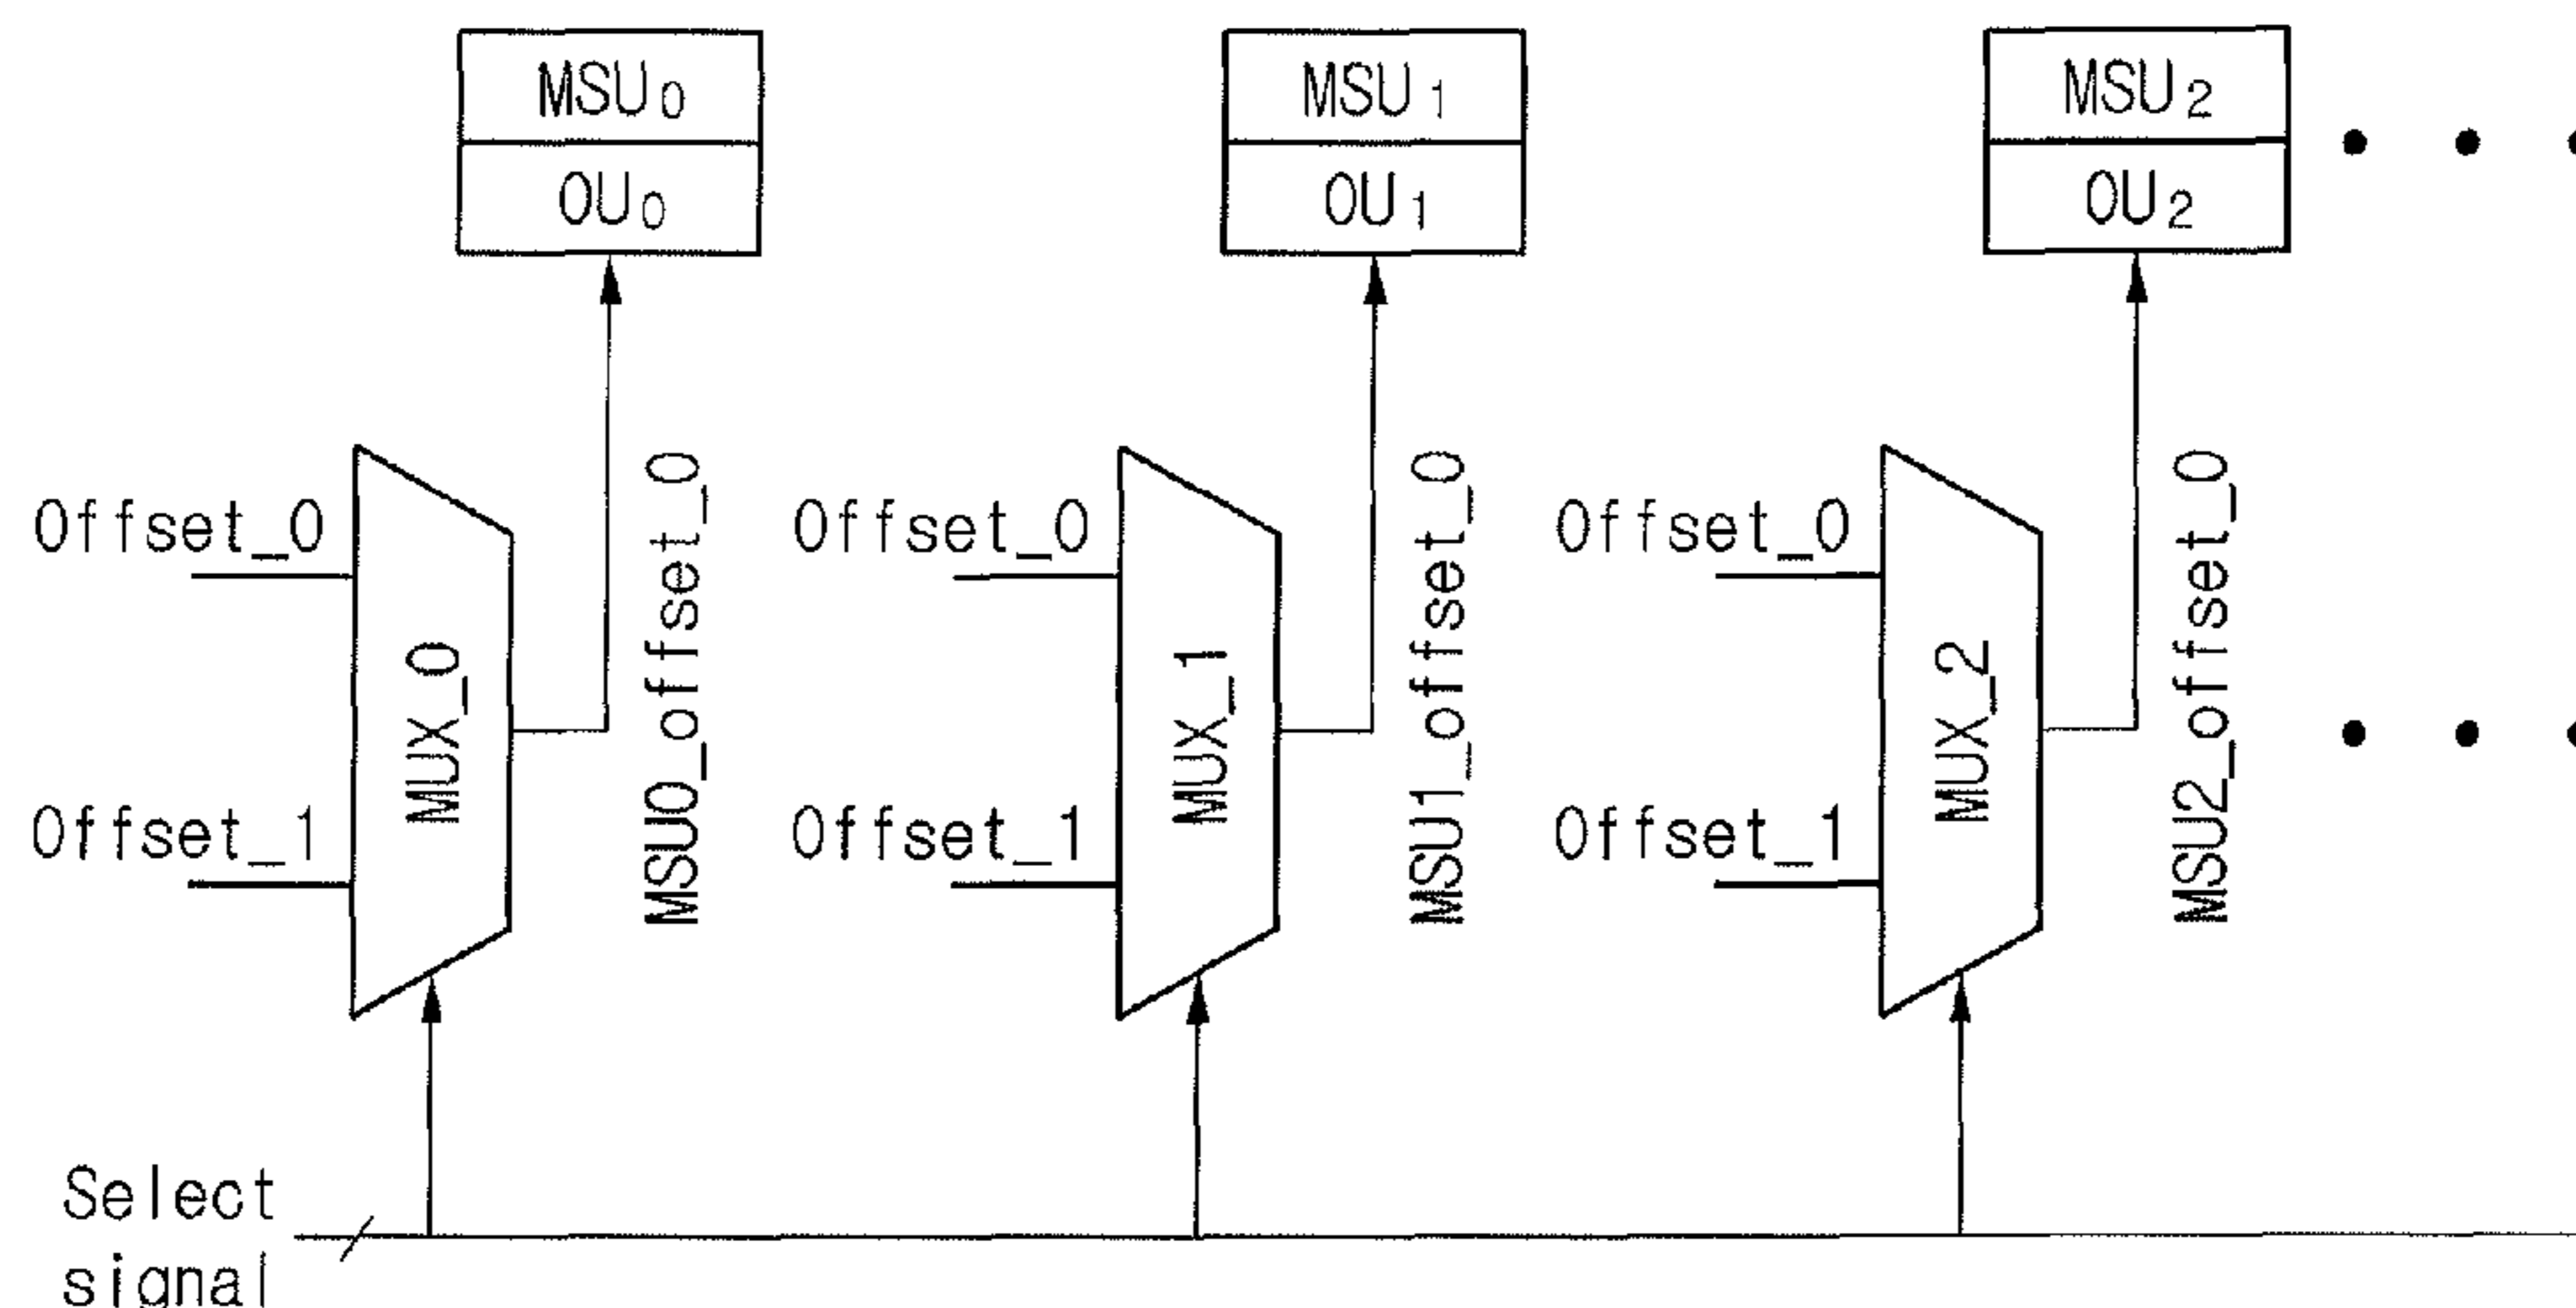 MSU0
OU0
MSU1
OU1
MSU2
OU2
Offset_0
Offset_1
MUX_0
MSU0_offset_0
Offset_0
Offset_1
MUX_1
MSU1_offset_0
Offset_0
Offset_1
MUX_2
MSU2_offset_0
Select
signal